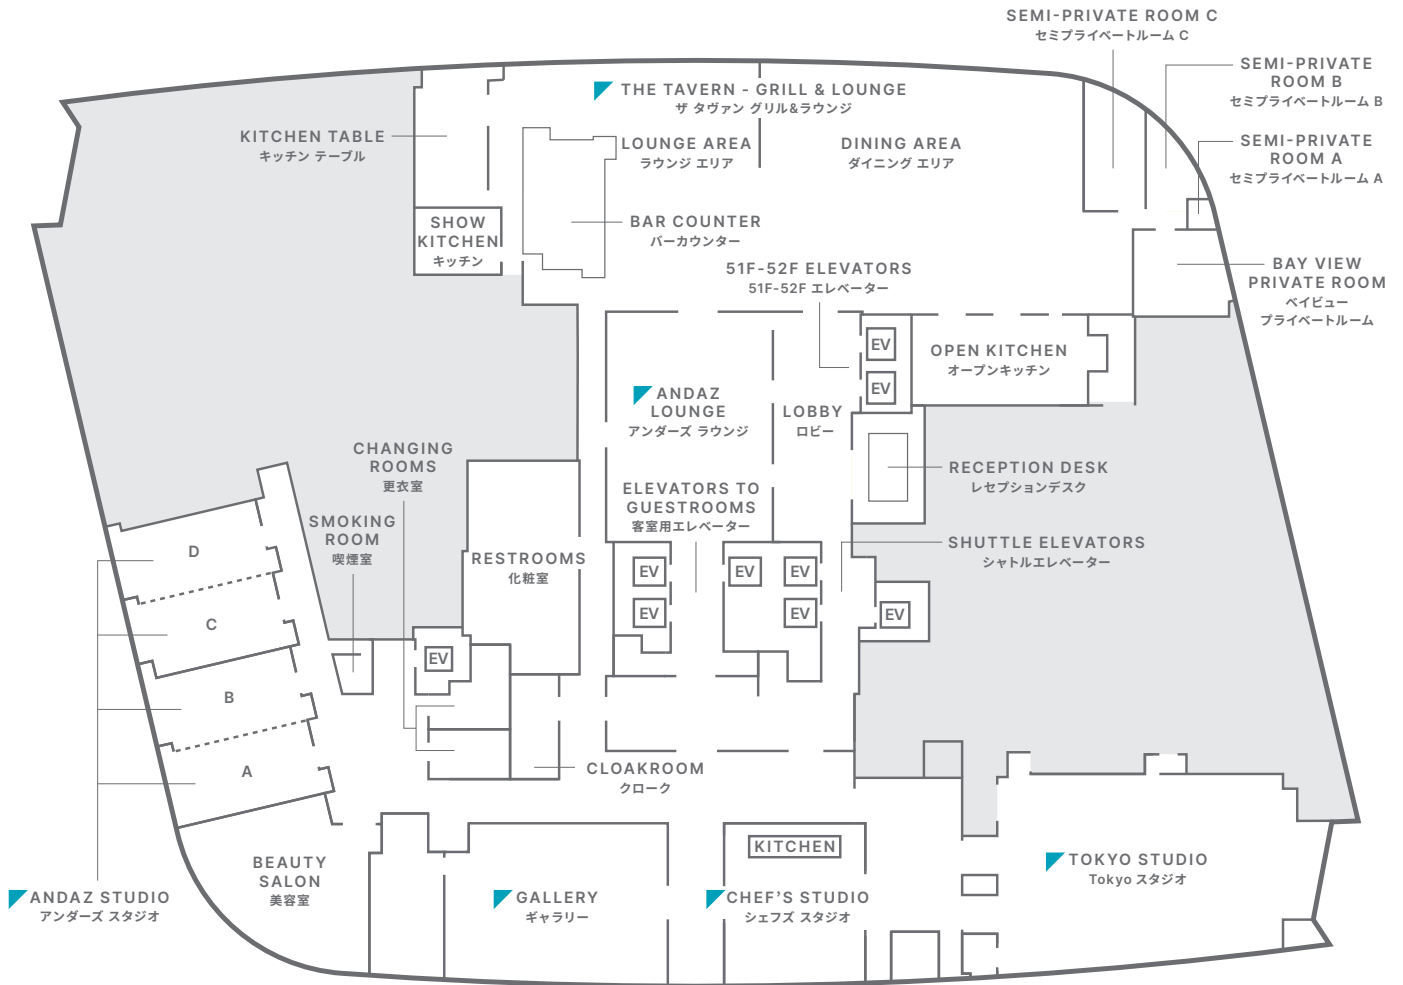 SEMI-PRIVATE ROOM C
セミプライベートルーム C
SEMI-PRIVATE
ROOM B
セミプライベートルーム B
THE TAVERN - GRILL & LOUNGE
ザ タヴァン グリル&ラウンジ
KITCHEN TABLE
キッチン テーブル
LOUNGE AREA
ラウンジ エリア
DINING AREA
ダイニング エリア
SEMI-PRIVATE
ROOM A
セミプライベートルーム A
SHOW
KITCHEN
キッチン
BAR COUNTER
バーカウンター
51F-52F ELEVATORS
51F-52F エレベーター
BAY VIEW
PRIVATE ROOM
ベイビュー
プライベートルーム
EV
EV
OPEN KITCHEN
オープンキッチン
ANDAZ
LOUNGE
アンダーズ ラウンジ
LOBBY
ロビー
CHANGING
ROOMS
更衣室
RECEPTION DESK
レセプションデスク
ELEVATORS TO
GUESTROOMS
客室用エレベーター
SMOKING
ROOM
喫煙室
RESTROOMS
化粧室
SHUTTLE ELEVATORS
シャトルエレベーター
D
EV
EV
EV
EV
EV
EV
C
EV
B
A
CLOAKROOM
クローク
BEAUTY
SALON
美容室
KITCHEN
TOKYO STUDIO
Tokyo スタジオ
ANDAZ STUDIO
アンダーズ スタジオ
GALLERY
ギャラリー
CHEF'S STUDIO
シェフズ スタジオ